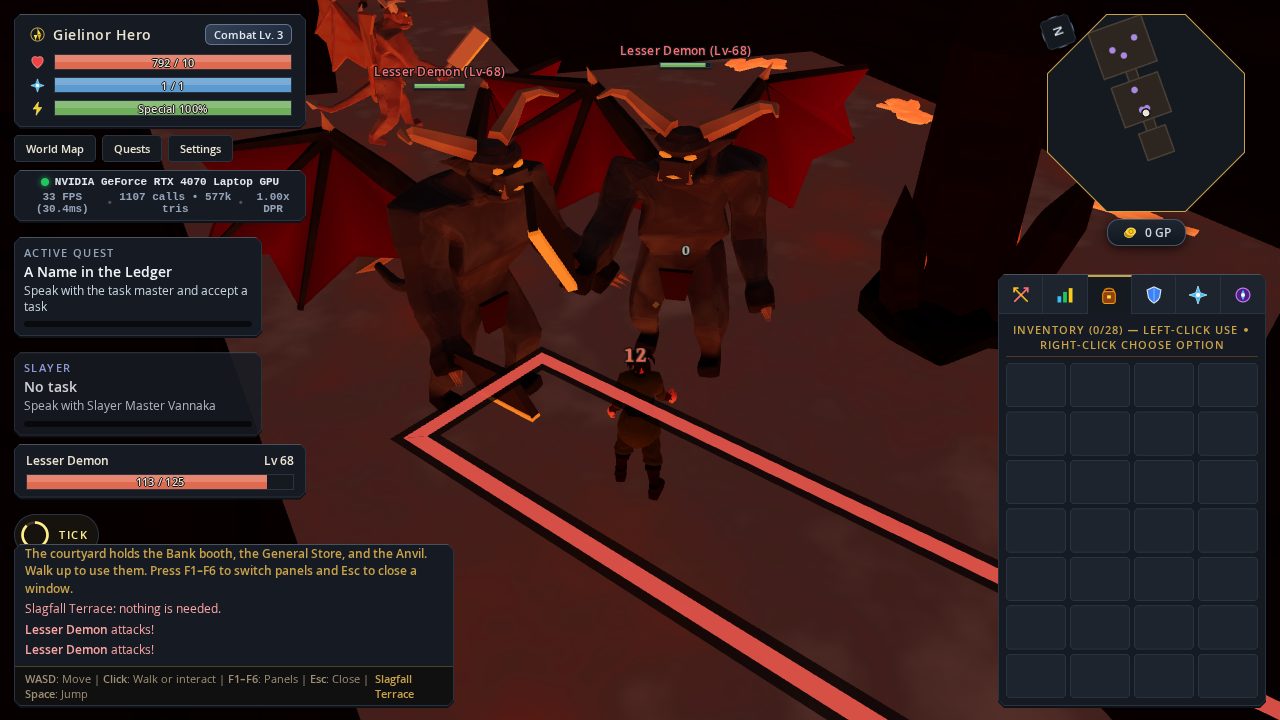 Gielinor Hero
Combat Lv. 3
792 / 10
1 / 1
Special 100%
World Map
Quests
Settings
NVIDIA GeForce RTX 4070 Laptop GPU
33 FPS (30.4ms) • 1107 calls • 577k tris • 1.00x DPR
ACTIVE QUEST
A Name in the Ledger
Speak with the task master and accept a
task
SLAYER
No task
Speak with Slayer Master Vannaka
Lesser Demon
Lv 68
113 / 125
TICK
The courtyard holds the Bank booth, the General Store, and the Anvil.
Walk up to use them. Press F1–F6 to switch panels and Esc to close a
window.
Slagfall Terrace: nothing is needed.
Lesser Demon attacks!
Lesser Demon attacks!
WASD: Move | Click: Walk or interact | F1–F6: Panels | Esc: Close |
Space: Jump
Slagfall
Terrace
Lesser Demon (Lv-68)
Lesser Demon (Lv-68)
0
12
N
0 GP
INVENTORY (0/28) — LEFT-CLICK USE •
RIGHT-CLICK CHOOSE OPTION